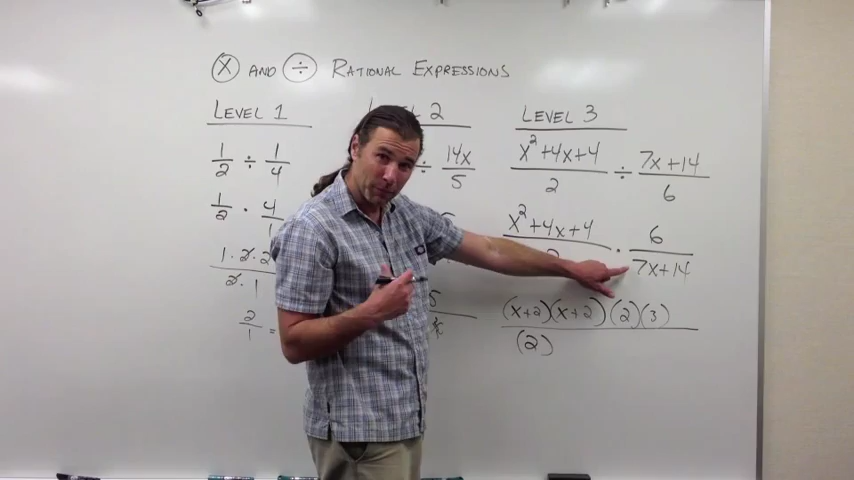 Ⓧ AND ⊕ RATIONAL EXPRESSIONS
LEVEL 1
1/2 ÷ 1/4
1/2 · 4/1
1·2·2
2·1
2/1 =
2
÷ 14x/5
5
5
LEVEL 3
x²+4x+4/2 ÷ 7x+14/6
x²+4x+4/2 · 6/7x+14
(x+2)(x+2)(2)(3)
(2)